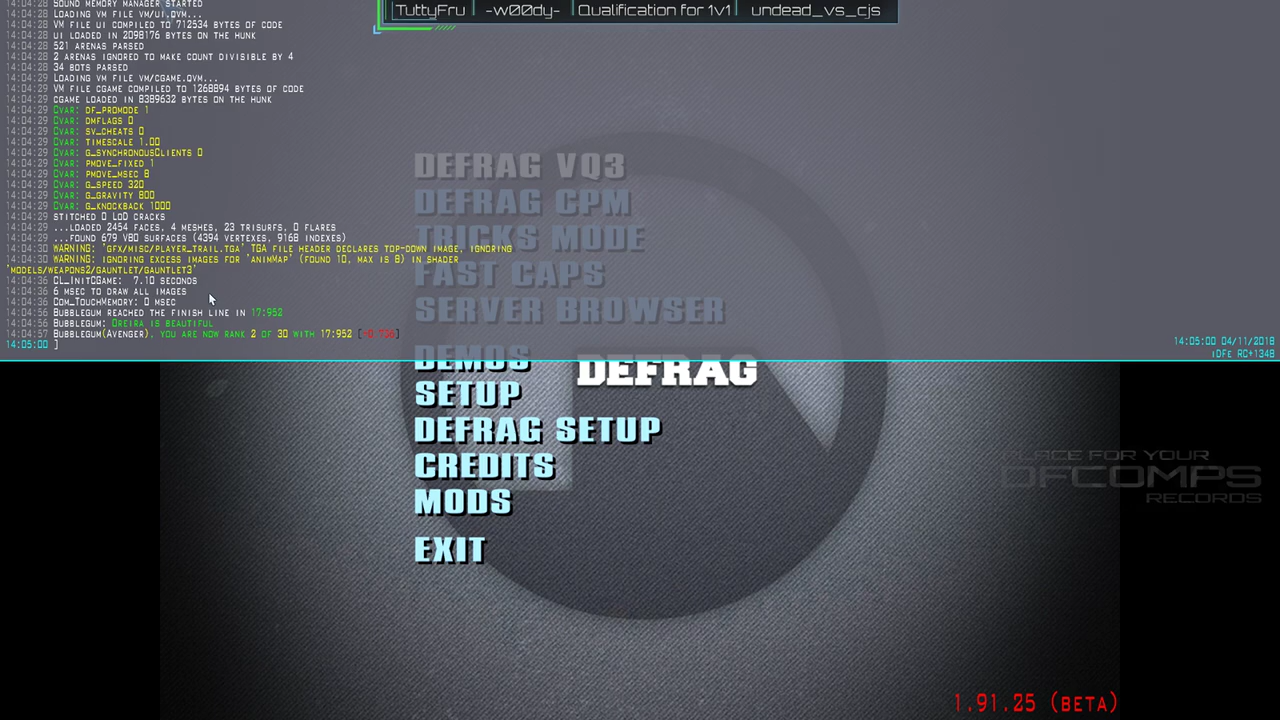 TuttyFru -w00dy- Qualification for 1v1 undead_vs_cjs
14:04:28 SOUND MEMORY MANAGER STARTED
14:04:28 LOADING VM FILE VM/UI.QVM...
14:04:28 VM FILE UI COMPILED TO 712534 BYTES OF CODE
14:04:28 UI LOADED IN 2098176 BYTES ON THE HUNK
14:04:28 521 ARENAS PARSED
14:04:28 2 ARENAS IGNORED TO MAKE COUNT DIVISIBLE BY 4
14:04:28 34 BOTS PARSED
14:04:29 LOADING VM FILE VM/CGAME.QVM...
14:04:29 VM FILE CGAME COMPILED TO 1268894 BYTES OF CODE
14:04:29 CGAME LOADED IN 8389632 BYTES ON THE HUNK
14:04:29 CVAR: DF_PROMODE 1
14:04:29 CVAR: DMFLAGS 0
14:04:29 CVAR: SV_CHEATS 0
14:04:29 CVAR: TIMESCALE 1.00
14:04:29 CVAR: G_SYNCHRONOUSCLIENTS 0
14:04:29 CVAR: PMOVE_FIXED 1
14:04:29 CVAR: PMOVE_MSEC 8
14:04:29 CVAR: G_SPEED 320
14:04:29 CVAR: G_GRAVITY 800
14:04:29 CVAR: G_KNOCKBACK 1000
14:04:29 STITCHED 0 LOD CRACKS
14:04:29 ...LOADED 2454 FACES, 4 MESHES, 23 TRISURFS, 0 FLARES
14:04:29 ...FOUND 679 VBO SURFACES (4394 VERTEXES, 9168 INDEXES)
14:04:30 WARNING: 'GFX/MISC/PLAYER_TRAIL.TGA' TGA FILE HEADER DECLARES TOP-DOWN IMAGE, IGNORING
14:04:30 WARNING: IGNORING EXCESS IMAGES FOR 'ANIMMAP' (FOUND 10, MAX IS 8) IN SHADER
'MODELS/WEAPONS2/GAUNTLET/GAUNTLET3'
14:04:36 CL_INITCGAME: 7.10 SECONDS
14:04:36 6 MSEC TO DRAW ALL IMAGES
14:04:36 COM_TOUCHMEMORY: 0 MSEC
14:04:56 BUBBLEGUM REACHED THE FINISH LINE IN 17:952
14:04:56 BUBBLEGUM: OREIRA IS BEAUTIFUL
14:04:57 BUBBLEGUM(AVENGER), YOU ARE NOW RANK 2 OF 30 WITH 17:952 [-0:736]
14:05:00 ]
14:05:00 04/11/2018
IDFE RC+1348
DEFRAG VQ3
DEFRAG CPM
TRICKS MODE
FAST CAPS
SERVER BROWSER
DEMOS
DEFRAG
SETUP
DEFRAG SETUP
CREDITS
MODS
EXIT
PLACE FOR YOUR
DFCOMPS
RECORDS
1.91.25 (BETA)